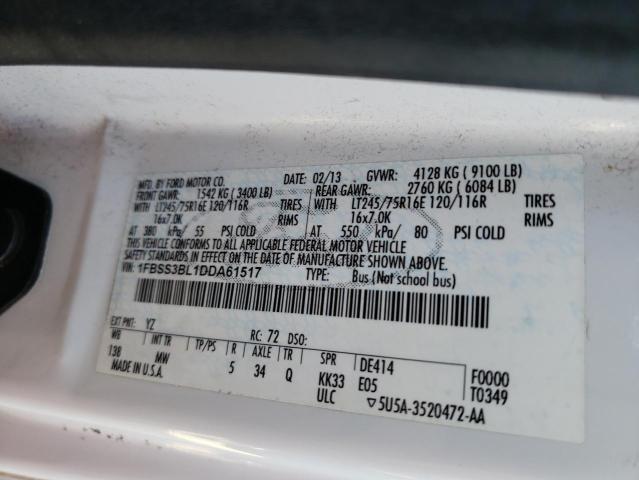 MFD. BY FORD MOTOR CO. DATE: 02/13 GVWR: 4128 KG ( 9100 LB)
FRONT GAWR: 1542 KG ( 3400 LB) REAR GAWR: 2760 KG ( 6084 LB)
WITH LT245/75R16E 120/116R TIRES WITH LT245/75R16E 120/116R TIRES
16x7.0K RIMS 16x7.0K RIMS
AT 380 kPa/ 55 PSI COLD AT 550 kPa/ 80 PSI COLD
THIS VEHICLE CONFORMS TO ALL APPLICABLE FEDERAL MOTOR VEHICLE
SAFETY STANDARDS IN EFFECT ON THE DATE OF MANUFACTURE SHOWN ABOVE.
VIN: 1FBSS3BL1DDA61517 TYPE: Bus (Not school bus)
EXT PNT: YZ RC: 72 DSO:
WB INT TR TP/PS R AXLE TR SPR DE414 F0000
138 MW 5 34 Q KK33 E05 T0349
MADE IN U.S.A. ULC ▽5U5A-3520472-AA